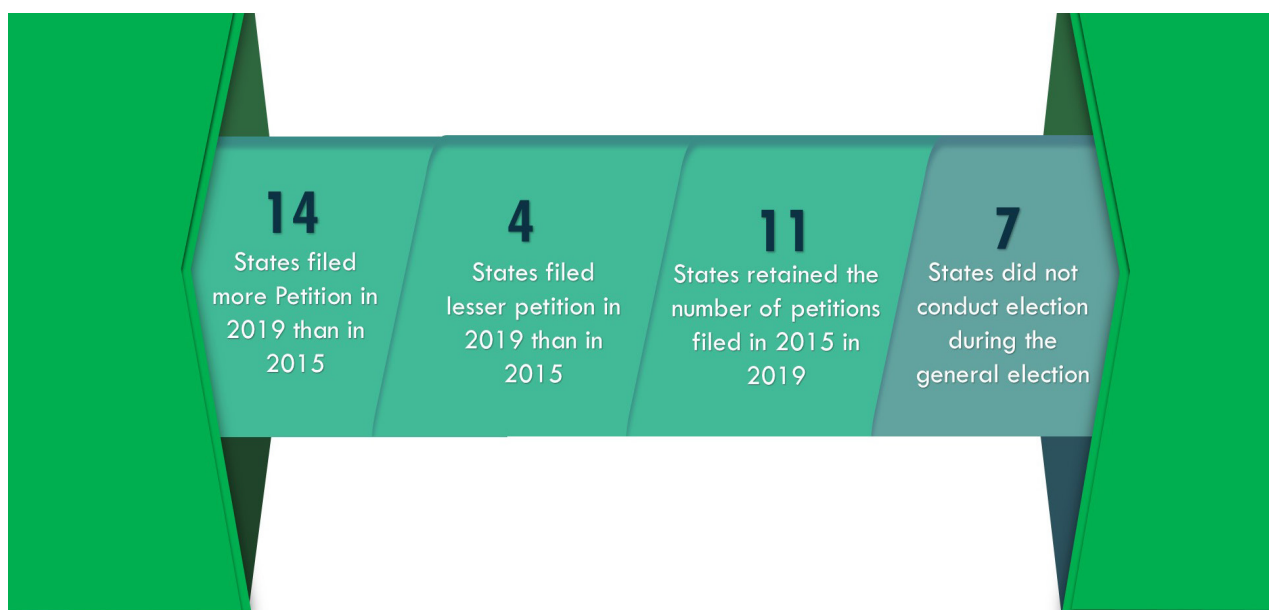 14
States filed
more Petition in
2019 than in
2015
4
States filed
lesser petition in
2019 than in
2015
11
States retained the
number of petitions
filed in 2015 in
2019
7
States did not
conduct election
during the
general election